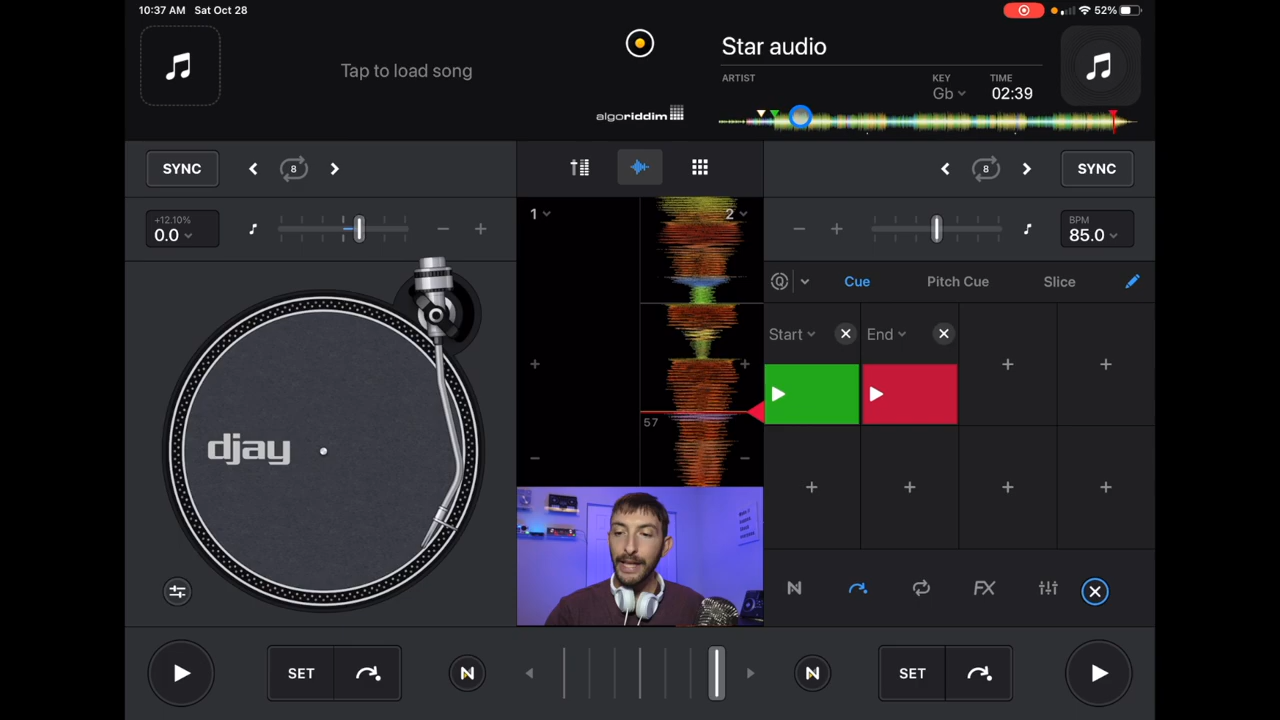 10:37 AM Sat Oct 28
52%
Tap to load song
algoriddim
Star audio
ARTIST
KEY
Gb
TIME
02:39
SYNC
8
8
SYNC
+12.10%
0.0
1
2
BPM
85.0
Q
Cue
Pitch Cue
Slice
Start
End
57
djay
N
FX
SET
N
N
SET